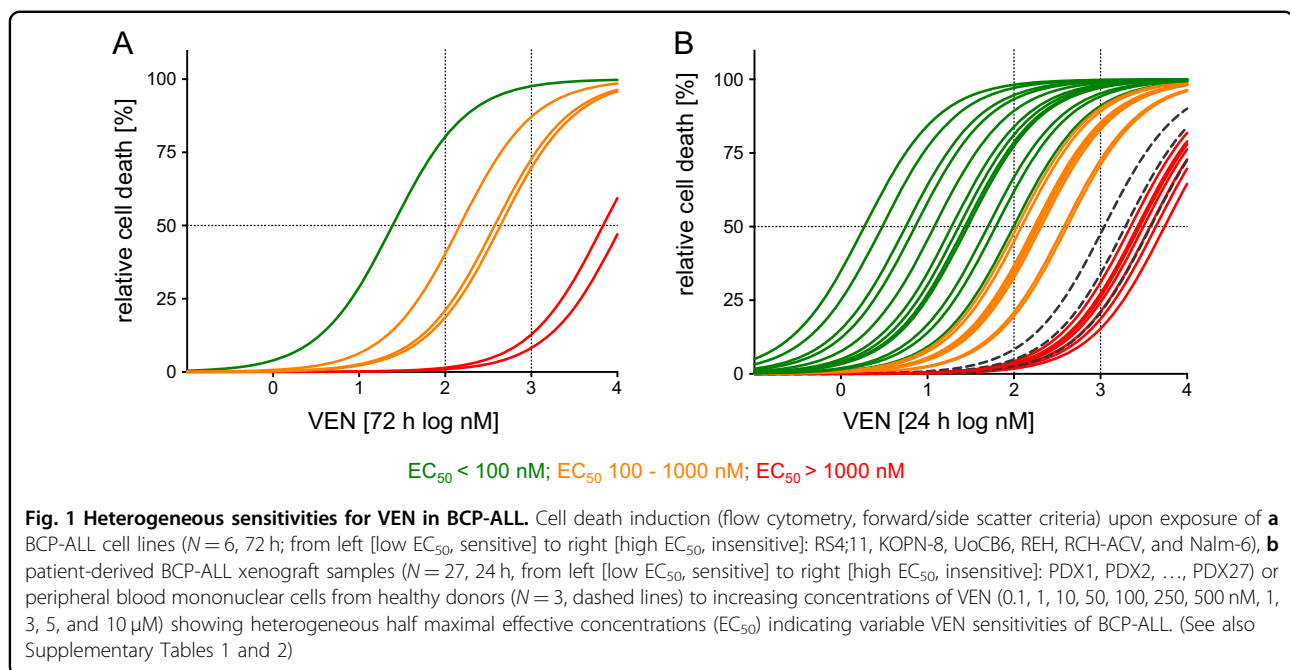 A
B
100
75
50
25
0
relative cell death [%]
0 1 2 3 4
VEN [72 h log nM]
100
75
50
25
0
relative cell death [%]
0 1 2 3 4
VEN [24 h log nM]
EC50 < 100 nM; EC50 100 - 1000 nM; EC50 > 1000 nM
Fig. 1 Heterogeneous sensitivities for VEN in BCP-ALL. Cell death induction (flow cytometry, forward/side scatter criteria) upon exposure of a
BCP-ALL cell lines (N = 6, 72 h; from left [low EC50, sensitive] to right [high EC50, insensitive]: RS4;11, KOPN-8, UoCB6, REH, RCH-ACV, and Nalm-6), b
patient-derived BCP-ALL xenograft samples (N = 27, 24 h, from left [low EC50, sensitive] to right [high EC50, insensitive]: PDX1, PDX2, …, PDX27) or
peripheral blood mononuclear cells from healthy donors (N = 3, dashed lines) to increasing concentrations of VEN (0.1, 1, 10, 50, 100, 250, 500 nM, 1,
3, 5, and 10 μM) showing heterogeneous half maximal effective concentrations (EC50) indicating variable VEN sensitivities of BCP-ALL. (See also
Supplementary Tables 1 and 2)